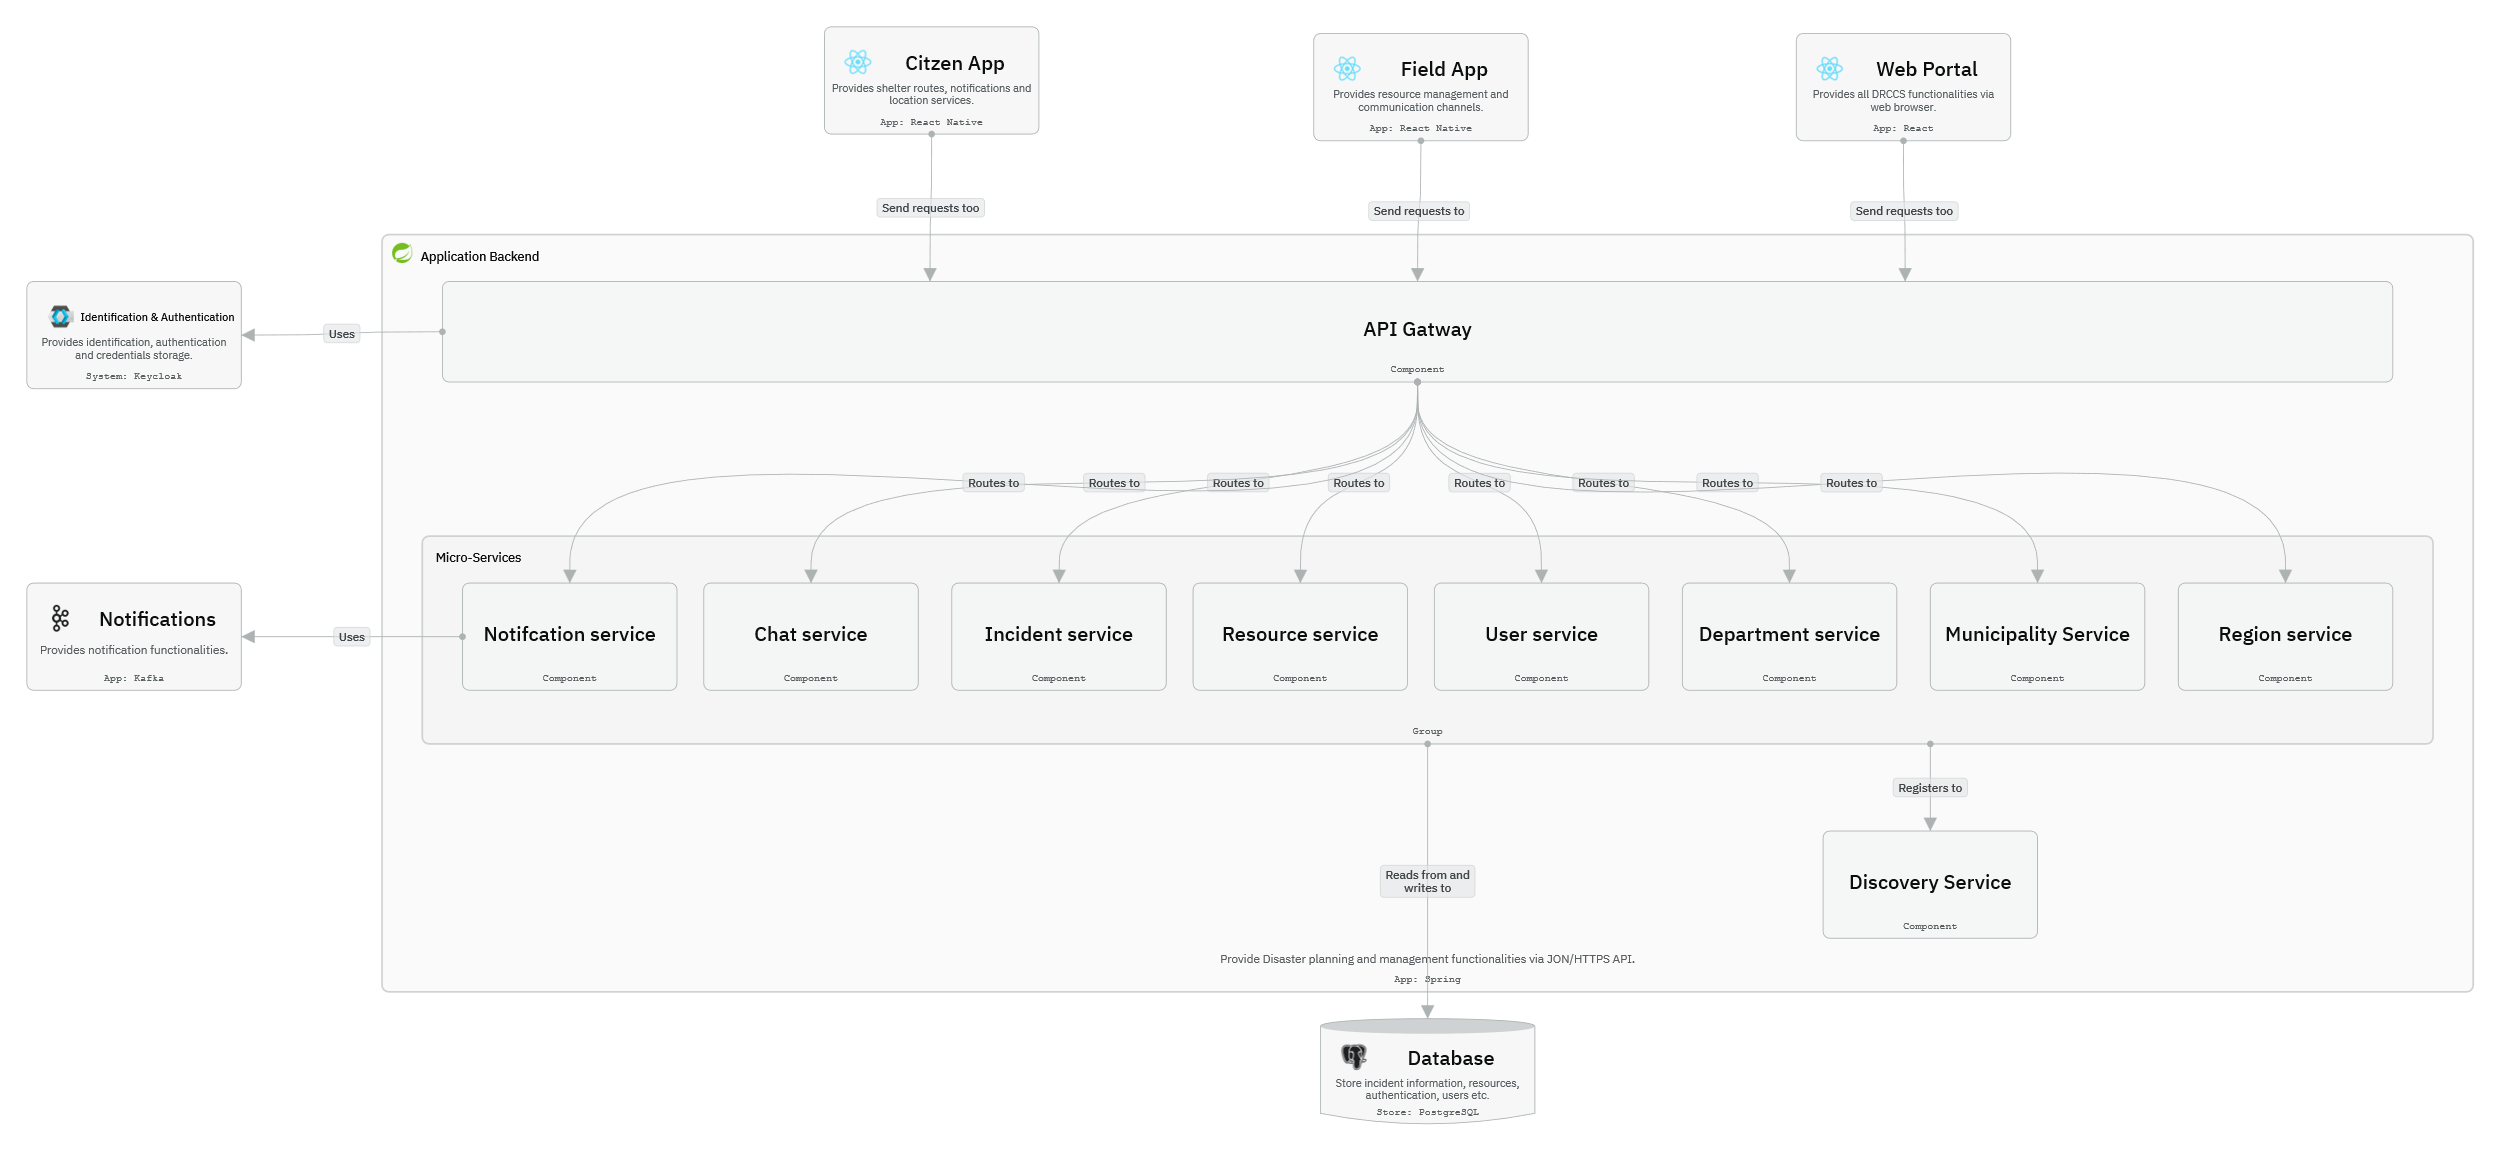 Citzen App
Provides shelter routes, notifications and
location services.
App: React Native
Field App
Provides resource management and
communication channels.
App: React Native
Web Portal
Provides all DRCCS functionalities via
web browser.
App: React
Send requests too
Send requests to
Send requests too
Application Backend
Identification & Authentication
Provides identification, authentication
and credentials storage.
System: Keycloak
Uses
API Gatway
Component
Routes to
Routes to
Routes to
Routes to
Routes to
Routes to
Routes to
Routes to
Micro-Services
Notifications
Provides notification functionalities.
App: Kafka
Uses
Notifcation service
Component
Chat service
Component
Incident service
Component
Resource service
Component
User service
Component
Department service
Component
Municipality Service
Component
Region service
Component
Group
Registers to
Reads from and
writes to
Discovery Service
Component
Provide Disaster planning and management functionalities via JON/HTTPS API.
App: Spring
Database
Store incident information, resources,
authentication, users etc.
Store: PostgreSQL